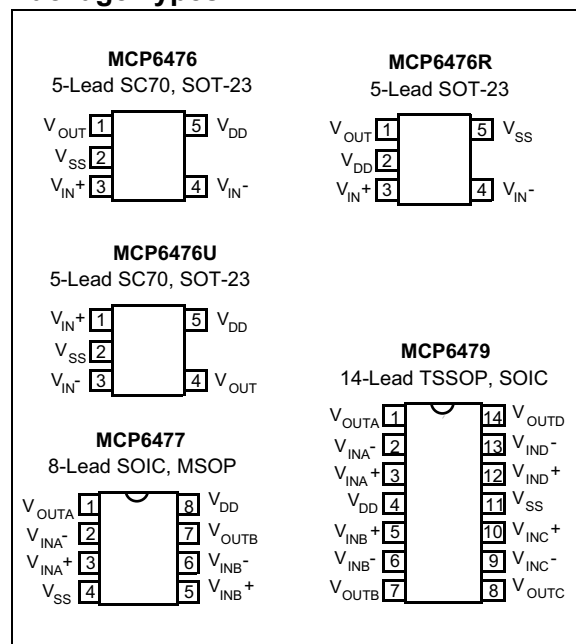 MCP6476
5-Lead SC70, SOT-23
VOUT 1 5 VDD
VSS 2
VIN+ 3 4 VIN-
MCP6476R
5-Lead SOT-23
VOUT 1 5 VSS
VDD 2
VIN+ 3 4 VIN-
MCP6476U
5-Lead SC70, SOT-23
VIN+ 1 5 VDD
VSS 2
VIN- 3 4 VOUT
MCP6477
8-Lead SOIC, MSOP
VOUTA 1 8 VDD
VINA- 2 7 VOUTB
VINA+ 3 6 VINB-
VSS 4 5 VINB+
MCP6479
14-Lead TSSOP, SOIC
VOUTA 1 14 VOUTD
VINA- 2 13 VIND-
VINA+ 3 12 VIND+
VDD 4 11 VSS
VINB+ 5 10 VINC+
VINB- 6 9 VINC-
VOUTB 7 8 VOUTC